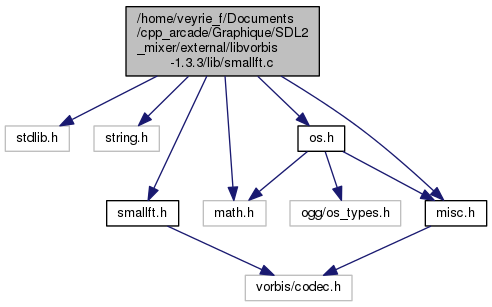 /home/veyrie_f/Documents
/cpp_arcade/Graphique/SDL2
_mixer/external/libvorbis
-1.3.3/lib/smallft.c
stdlib.h
string.h
os.h
smallft.h
math.h
ogg/os_types.h
misc.h
vorbis/codec.h